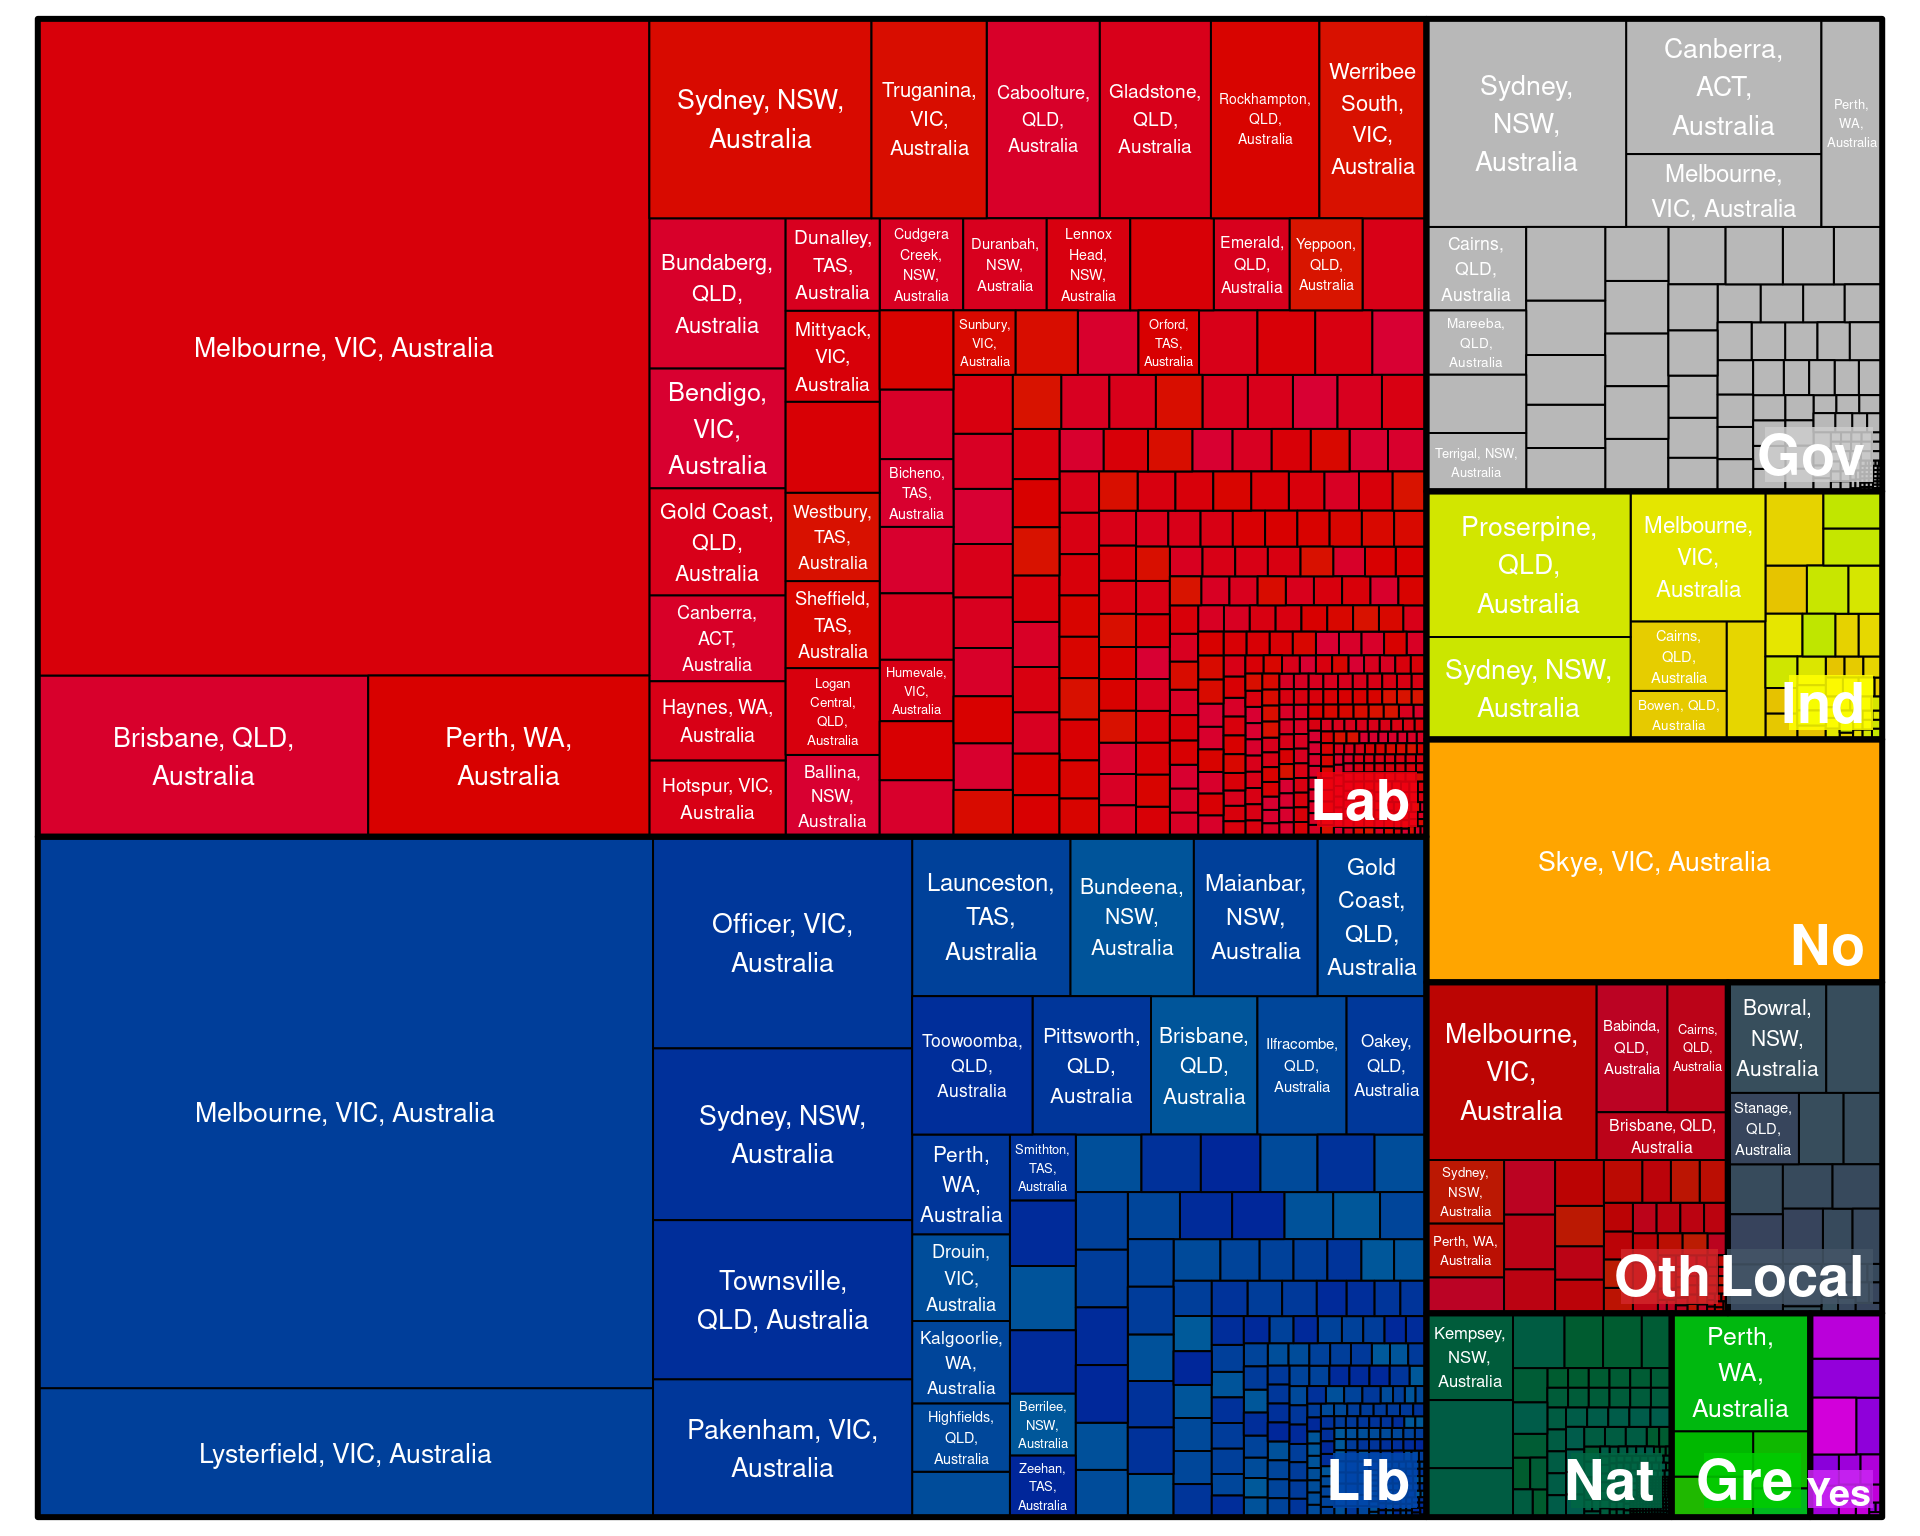 Melbourne, VIC, Australia
Brisbane, QLD,
Australia
Perth, WA,
Australia
Sydney, NSW,
Australia
Truganina,
VIC,
Australia
Caboolture,
QLD,
Australia
Gladstone,
QLD,
Australia
Rockhampton,
QLD,
Australia
Werribee
South,
VIC,
Australia
Bundaberg,
QLD,
Australia
Bendigo,
VIC,
Australia
Gold Coast,
QLD,
Australia
Canberra,
ACT,
Australia
Haynes, WA,
Australia
Hotspur, VIC,
Australia
Dunalley,
TAS,
Australia
Mittyack,
VIC,
Australia
Westbury,
TAS,
Australia
Sheffield,
TAS,
Australia
Logan
Central,
QLD,
Australia
Ballina,
NSW,
Australia
Cudgera
Creek,
NSW,
Australia
Duranbah,
NSW,
Australia
Lennox
Head,
NSW,
Australia
Emerald,
QLD,
Australia
Yeppoon,
QLD,
Australia
Bicheno,
TAS,
Australia
Humevale,
VIC,
Australia
Sunbury,
VIC,
Australia
Orford,
TAS,
Australia
Lab
Sydney,
NSW,
Australia
Canberra,
ACT,
Australia
Melbourne,
VIC, Australia
Perth,
WA,
Australia
Cairns,
QLD,
Australia
Mareeba,
QLD,
Australia
Terrigal, NSW,
Australia
Gov
Proserpine,
QLD,
Australia
Sydney, NSW,
Australia
Melbourne,
VIC,
Australia
Cairns,
QLD,
Australia
Bowen, QLD,
Australia
Ind
Skye, VIC, Australia
No
Melbourne, VIC, Australia
Lysterfield, VIC, Australia
Officer, VIC,
Australia
Sydney, NSW,
Australia
Townsville,
QLD, Australia
Pakenham, VIC,
Australia
Launceston,
TAS,
Australia
Bundeena,
NSW,
Australia
Maianbar,
NSW,
Australia
Gold
Coast,
QLD,
Australia
Toowoomba,
QLD,
Australia
Pittsworth,
QLD,
Australia
Brisbane,
QLD,
Australia
Ilfracombe,
QLD,
Australia
Oakey,
QLD,
Australia
Perth,
WA,
Australia
Drouin,
VIC,
Australia
Kalgoorlie,
WA,
Australia
Highfields,
QLD,
Australia
Smithton,
TAS,
Australia
Berrilee,
NSW,
Australia
Zeehan,
TAS,
Australia
Lib
Melbourne,
VIC,
Australia
Babinda,
QLD,
Australia
Cairns,
QLD,
Australia
Brisbane, QLD,
Australia
Sydney,
NSW,
Australia
Perth, WA,
Australia
Oth
Bowral,
NSW,
Australia
Stanage,
QLD,
Australia
Local
Kempsey,
NSW,
Australia
Nat
Perth,
WA,
Australia
Gre
Yes